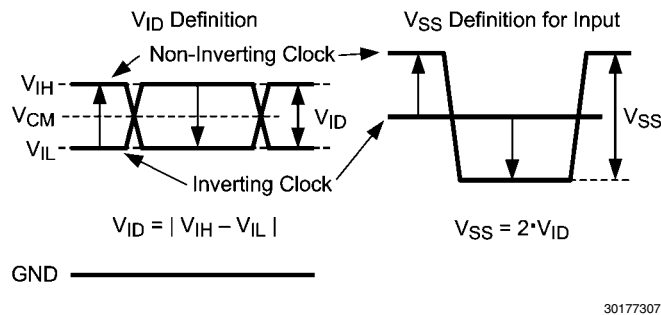 VID Definition
VSS Definition for Input
Non-Inverting Clock
VIH
VCM
VIL
VID
VSS
Inverting Clock
VID = | VIH – VIL |
VSS = 2·VID
GND
30177307